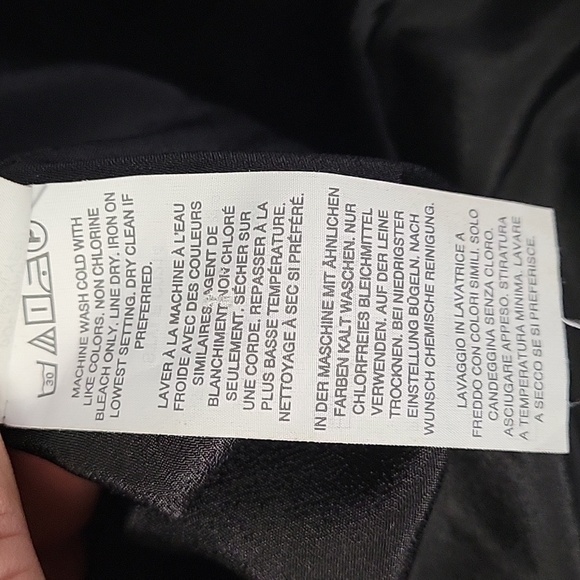 30
MACHINE WASH COLD WITH
LIKE COLORS. NON CHLORINE
BLEACH ONLY. LINE DRY. IRON ON
LOWEST SETTING. DRY CLEAN IF
PREFERRED.
LAVER À LA MACHINE À L'EAU
FROIDE AVEC DES COULEURS
SIMILAIRES. AGENT DE
BLANCHIMENT NON CHLORÉ
SEULEMENT. SÉCHER SUR
UNE CORDE. REPASSER À LA
PLUS BASSE TEMPÉRATURE.
NETTOYAGE À SEC SI PRÉFÉRÉ.
IN DER MASCHINE MIT ÄHNLICHEN
FARBEN KALT WASCHEN. NUR
CHLORFREIES BLEICHMITTEL
VERWENDEN. AUF DER LEINE
TROCKNEN. BEI NIEDRIGSTER
EINSTELLUNG BÜGELN. NACH
WUNSCH CHEMISCHE REINIGUNG.
LAVAGGIO IN LAVATRICE A
FREDDO CON COLORI SIMILI. SOLO
CANDEGGINA SENZA CLORO.
ASCIUGARE APPESO. STIRATURA
A TEMPERATURA MINIMA. LAVARE
A SECCO SE SI PREFERISCE.